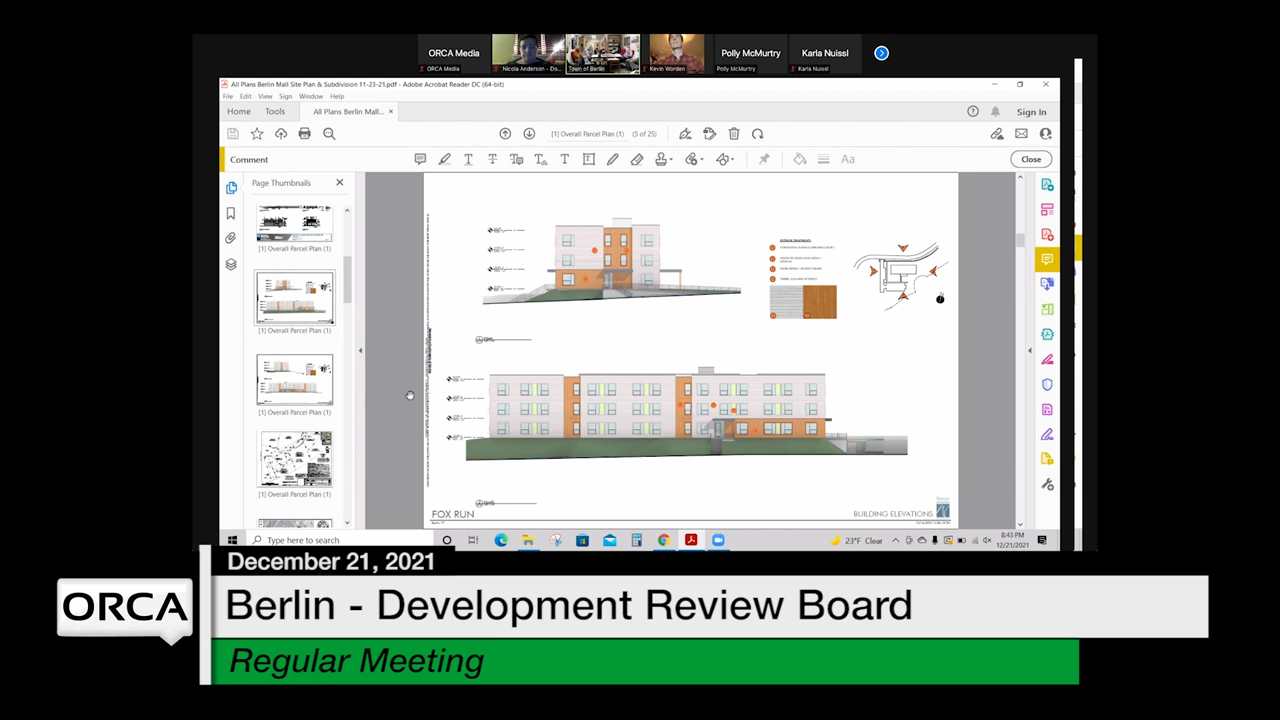 ORCA Media
Polly McMurtry
Karla Nuissl
ORCA Media
Nicola Anderson - Do...
Town of Berlin
Kevin Worden
Polly McMurtry
Karla Nuissl
All Plans Berlin Mall Site Plan & Subdivision 11-23-21.pdf - Adobe Acrobat Reader DC (64-bit)
File Edit View Sign Window Help
Home Tools All Plans Berlin Mall... × Sign In
[1] Overall Parcel Plan (1) (5 of 25)
Comment
Close
Page Thumbnails
[1] Overall Parcel Plan (1)
[1] Overall Parcel Plan (1)
[1] Overall Parcel Plan (1)
[1] Overall Parcel Plan (1)
FOX RUN
BUILDING ELEVATIONS
Type here to search
23°F Clear
8:43 PM
12/21/2021
December 21, 2021
ORCA
Berlin - Development Review Board
Regular Meeting